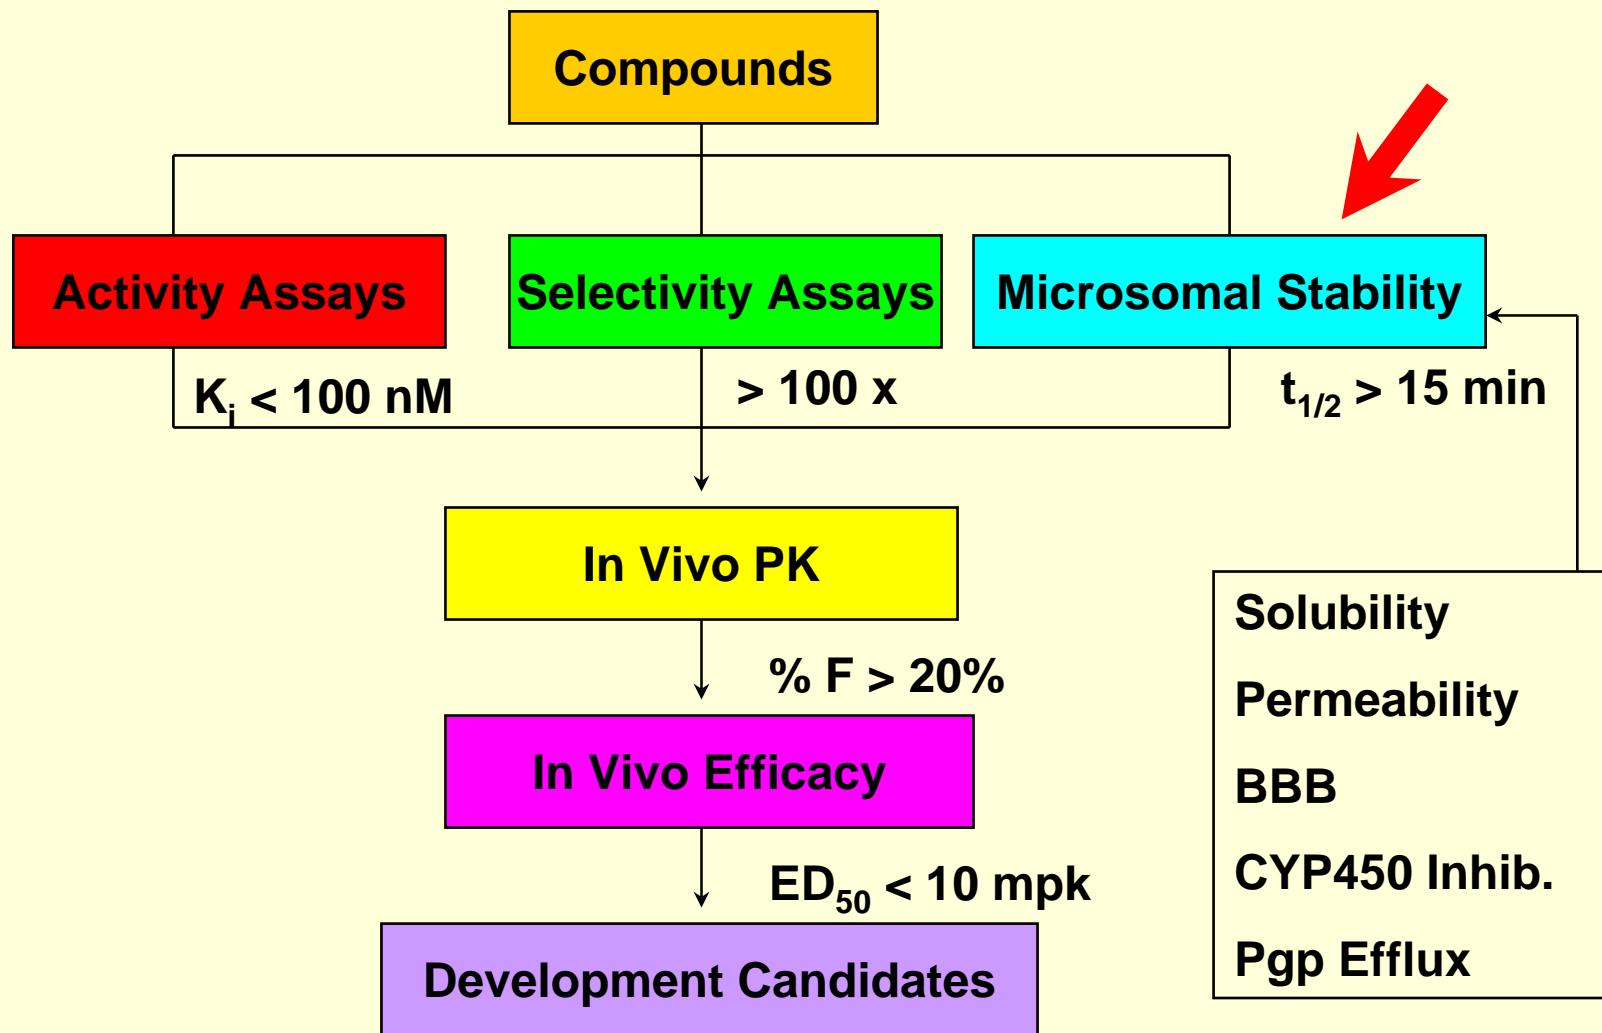 Compounds
Activity Assays
Selectivity Assays
Microsomal Stability
Ki < 100 nM
> 100 x
t1/2 > 15 min
In Vivo PK
% F > 20%
In Vivo Efficacy
ED50 < 10 mpk
Development Candidates
Solubility
Permeability
BBB
CYP450 Inhib.
Pgp Efflux